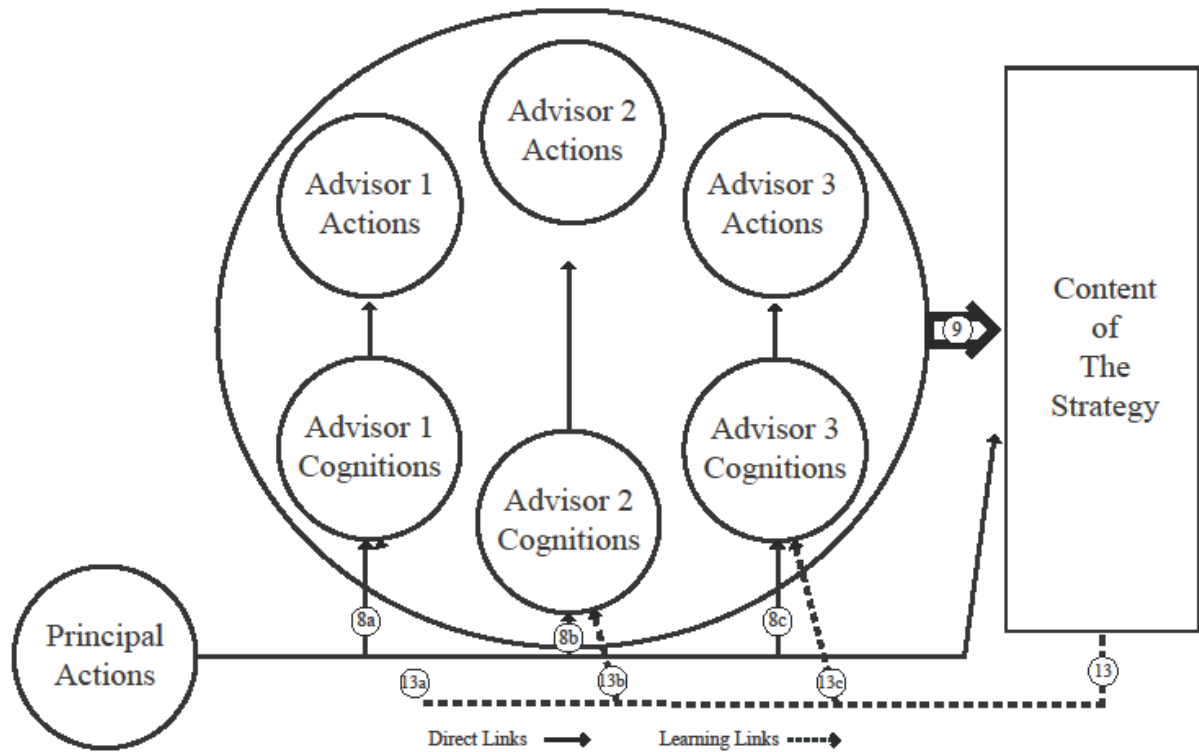 Advisor 2
Actions
Advisor 1
Actions
Advisor 3
Actions
Content
of
The
Strategy
9
Advisor 1
Cognitions
Advisor 3
Cognitions
Advisor 2
Cognitions
Principal
Actions
8a
8b
8c
13a
13b
13c
13
Direct Links
Learning Links